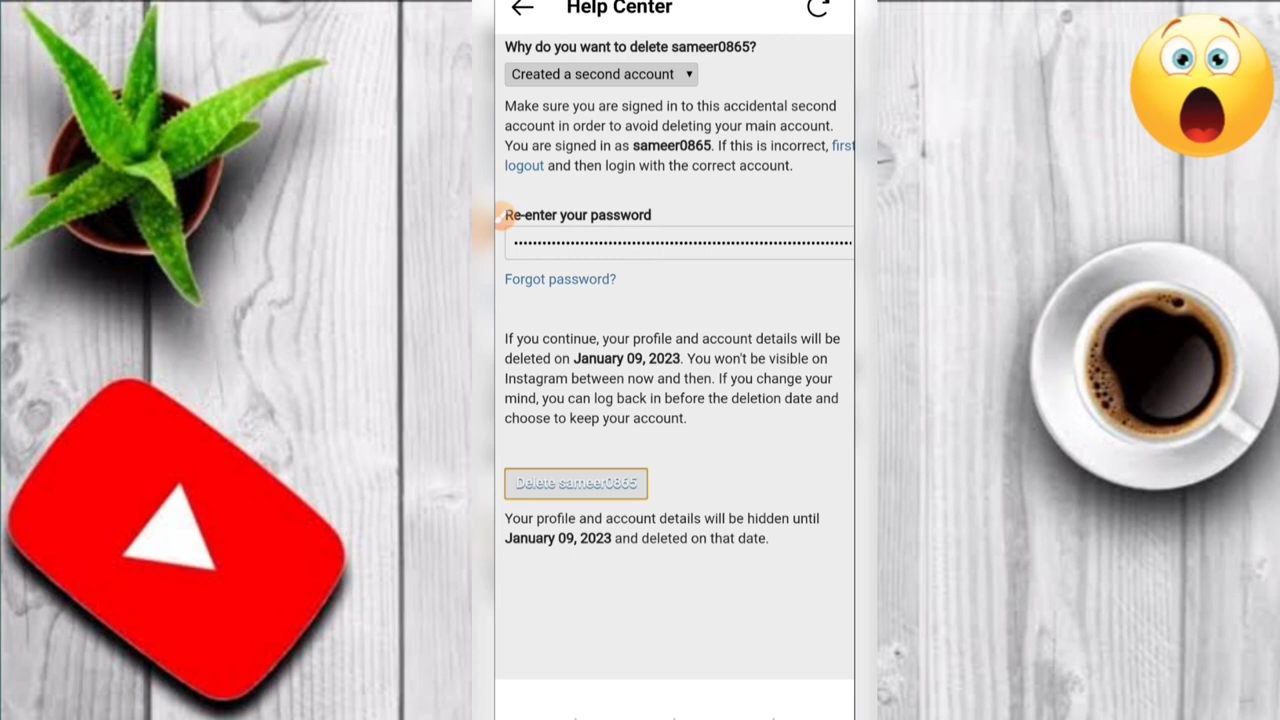 Help Center
Why do you want to delete sameer0865?
Created a second account ▼
Make sure you are signed in to this accidental second
account in order to avoid deleting your main account.
You are signed in as sameer0865. If this is incorrect, first
logout and then login with the correct account.
Re-enter your password
Forgot password?
If you continue, your profile and account details will be
deleted on January 09, 2023. You won't be visible on
Instagram between now and then. If you change your
mind, you can log back in before the deletion date and
choose to keep your account.
Delete sameer0865
Your profile and account details will be hidden until
January 09, 2023 and deleted on that date.